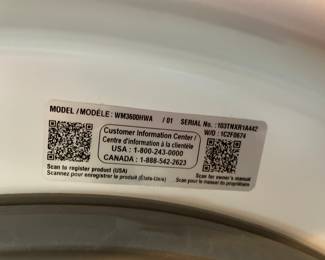 MODEL / MODÈLE : WM3600HWA / 01 SERIAL No. : 103TNXR1A442
W/O : 1C2F0674
Customer Information Center /
Centre d'information à la clientèle
USA : 1-800-243-0000
CANADA : 1-888-542-2623
Scan to register product (USA)
Scannez pour enregistrer le produit (États-Unis)
Scan for owner's manual
Scan pour le manuel du propriétaire